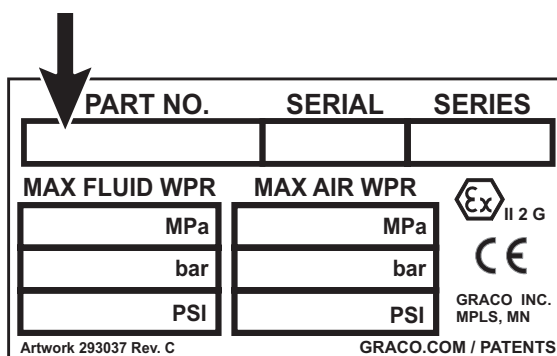 PART NO. SERIAL SERIES
MAX FLUID WPR MAX AIR WPR
MPa MPa
bar bar
PSI PSI
Ex II 2 G
CE
GRACO INC.
MPLS, MN
Artwork 293037 Rev. C GRACO.COM / PATENTS